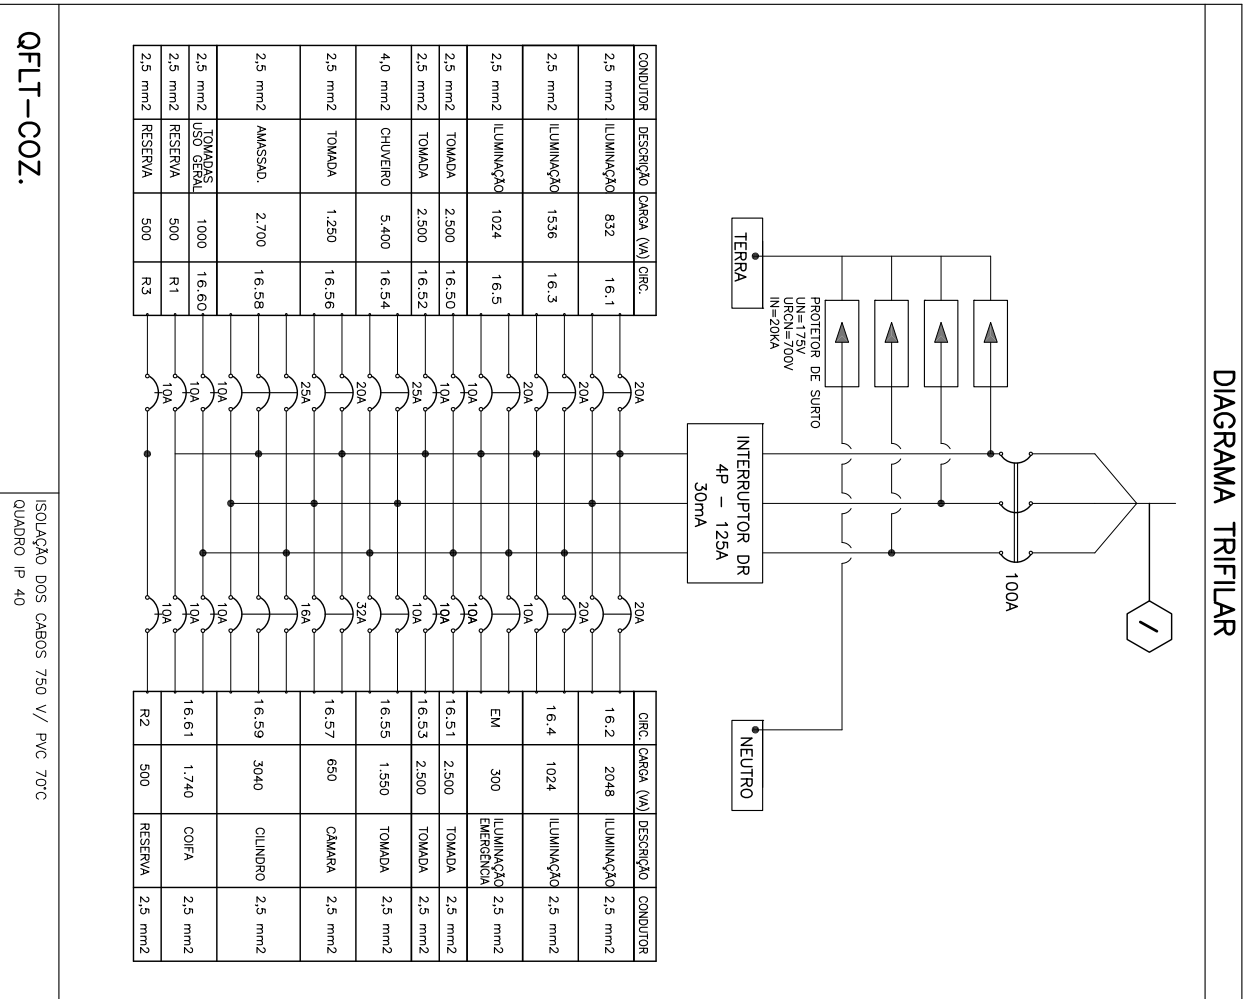 DIAGRAMA TRIFILAR
100A
PROTETOR DE SURTO
UN=175V
URCN=700V
IN=20KA
TERRA
NEUTRO
INTERRUPTOR DR
4P - 125A
30mA
CONDUTOR DESCRIÇÃO CARGA (VA) CIRC.
2,5 mm2 ILUMINAÇÃO 832 16.1 20A
2,5 mm2 ILUMINAÇÃO 1536 16.3 20A
2,5 mm2 ILUMINAÇÃO 1024 16.5 20A
2,5 mm2 TOMADA 2.500 16.50 10A
2,5 mm2 TOMADA 2.500 16.52 10A
4,0 mm2 CHUVEIRO 5.400 16.54 25A
2,5 mm2 TOMADA 1.250 16.56 20A
2,5 mm2 AMASSAD. 2.700 16.58 25A
2,5 mm2 TOMADAS USO GERAL 1000 16.60 10A
2,5 mm2 RESERVA 500 R1 10A
2,5 mm2 RESERVA 500 R3 10A
CIRC. CARGA (VA) DESCRIÇÃO CONDUTOR
20A 16.2 2048 ILUMINAÇÃO 2,5 mm2
20A 16.4 1024 ILUMINAÇÃO 2,5 mm2
10A EM 300 ILUMINAÇÃO EMERGÊNCIA 2,5 mm2
10A 16.51 2.500 TOMADA 2,5 mm2
10A 16.53 2.500 TOMADA 2,5 mm2
10A 16.55 1.550 TOMADA 2,5 mm2
32A 16.57 650 CÂMARA 2,5 mm2
16A 16.59 3040 CILINDRO 2,5 mm2
10A 16.61 1.740 COIFA 2,5 mm2
10A
10A R2 500 RESERVA 2,5 mm2
QFLT-COZ.
ISOLAÇÃO DOS CABOS 750 V/ PVC 70°C
QUADRO IP 40